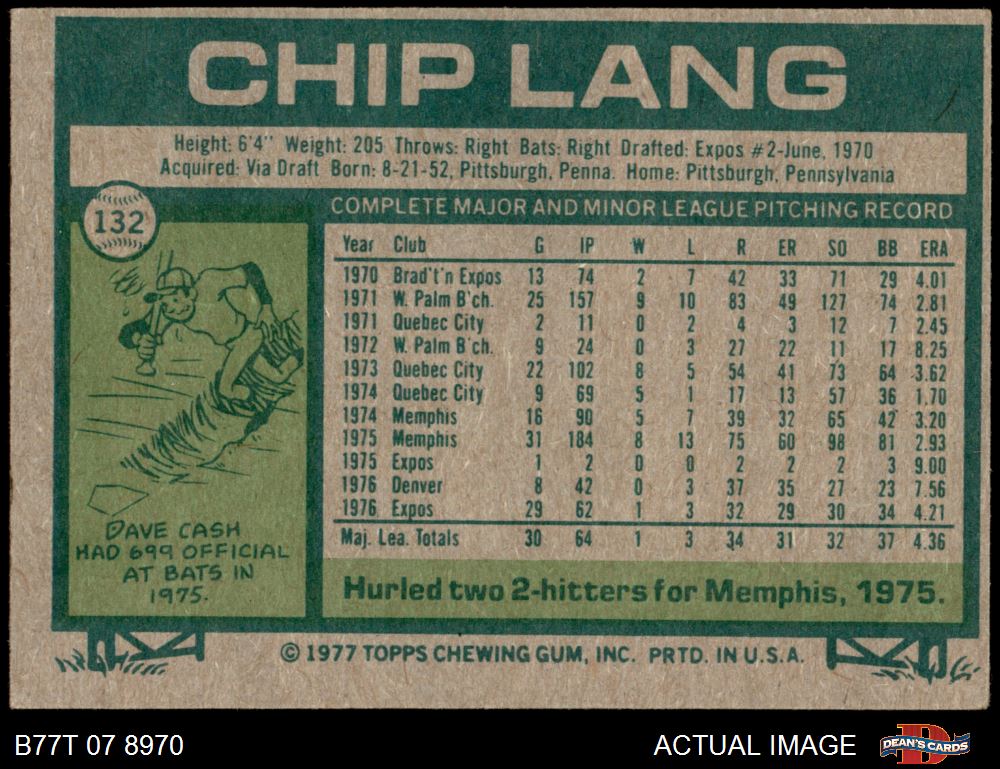 CHIP LANG
Height: 6'4" Weight: 205 Throws: Right Bats: Right Drafted: Expos #2-June, 1970
Acquired: Via Draft Born: 8-21-52, Pittsburgh, Penna. Home: Pittsburgh, Pennsylvania
132
COMPLETE MAJOR AND MINOR LEAGUE PITCHING RECORD
Year Club G IP W L R ER SO BB ERA
1970 Brad't'n Expos 13 74 2 7 42 33 71 29 4.01
1971 W. Palm B'ch. 25 157 9 10 83 49 127 74 2.81
1971 Quebec City 2 11 0 2 4 3 12 7 2.45
1972 W. Palm B'ch. 9 24 0 3 27 22 11 17 8.25
1973 Quebec City 22 102 8 5 54 41 73 64 3.62
1974 Quebec City 9 69 5 1 17 13 57 36 1.70
1974 Memphis 16 90 5 7 39 32 65 42 3.20
1975 Memphis 31 184 8 13 75 60 98 81 2.93
1975 Expos 1 2 0 0 2 2 2 3 9.00
1976 Denver 8 42 0 3 37 35 27 23 7.56
1976 Expos 29 62 1 3 32 29 30 34 4.21
Maj. Lea. Totals 30 64 1 3 34 31 32 37 4.36
DAVE CASH
HAD 699 OFFICIAL
AT BATS IN
1975.
Hurled two 2-hitters for Memphis, 1975.
© 1977 TOPPS CHEWING GUM, INC. PRTD. IN U.S.A.
B77T 07 8970
ACTUAL IMAGE
DEAN'S CARDS